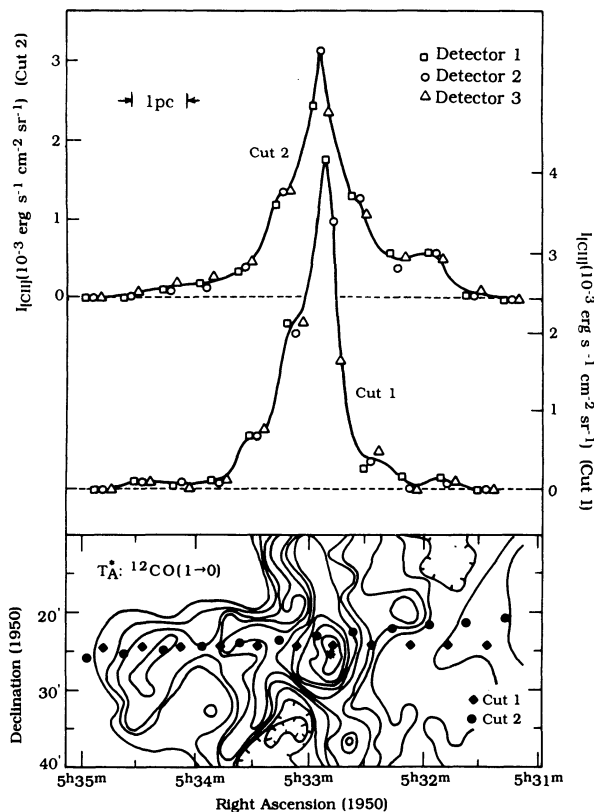 I[CII](10-3 erg s-1 cm-2 sr-1) (Cut 2)
3
2
1
0
1pc
□ Detector 1
○ Detector 2
△ Detector 3
Cut 2
Cut 1
4
3
2
1
0
I[CII](10-3 erg s-1 cm-2 sr-1) (Cut 1)
T*A: 12CO(1→0)
Declination (1950)
20'
30'
40'
◆ Cut 1
● Cut 2
5h35m
5h34m
5h33m
5h32m
5h31m
Right Ascension (1950)